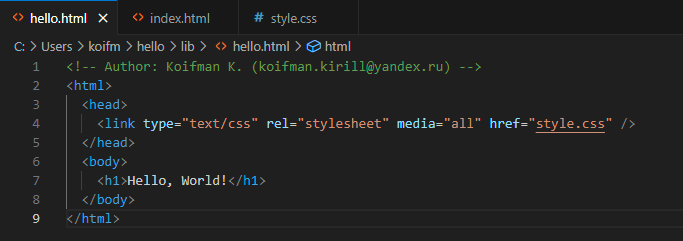 hello.html × index.html # style.css
C: > Users > koifm > hello > lib > hello.html > html
1 <!-- Author: Koifman K. (koifman.kirill@yandex.ru) -->
2 <html>
3   <head>
4     <link type="text/css" rel="stylesheet" media="all" href="style.css" />
5   </head>
6   <body>
7     <h1>Hello, World!</h1>
8   </body>
9 </html>